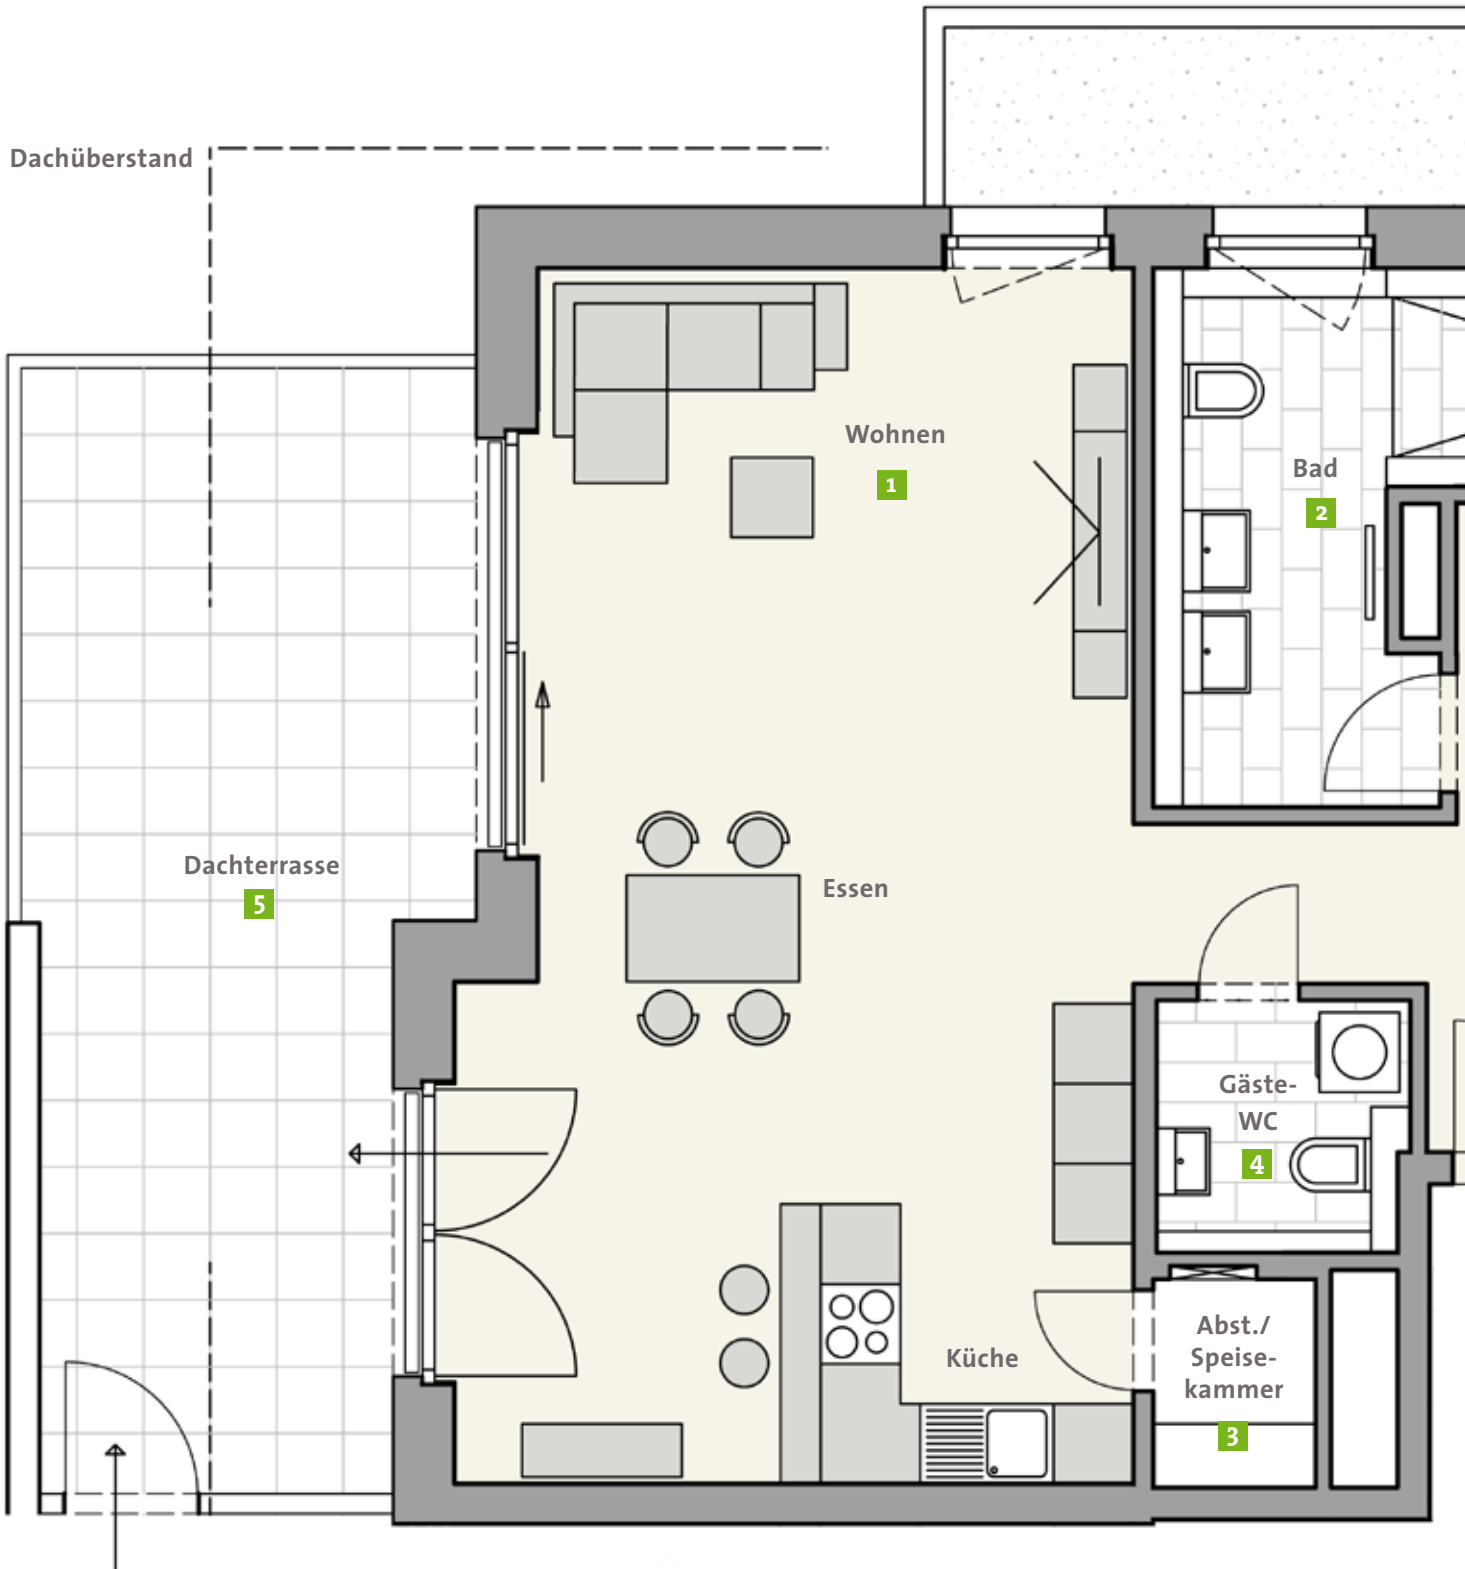 Dachüberstand
Wohnen
1
Bad
2
Dachterrasse
5
Essen
Gäste-
WC
4
Küche
Abst./
Speise-
kammer
3